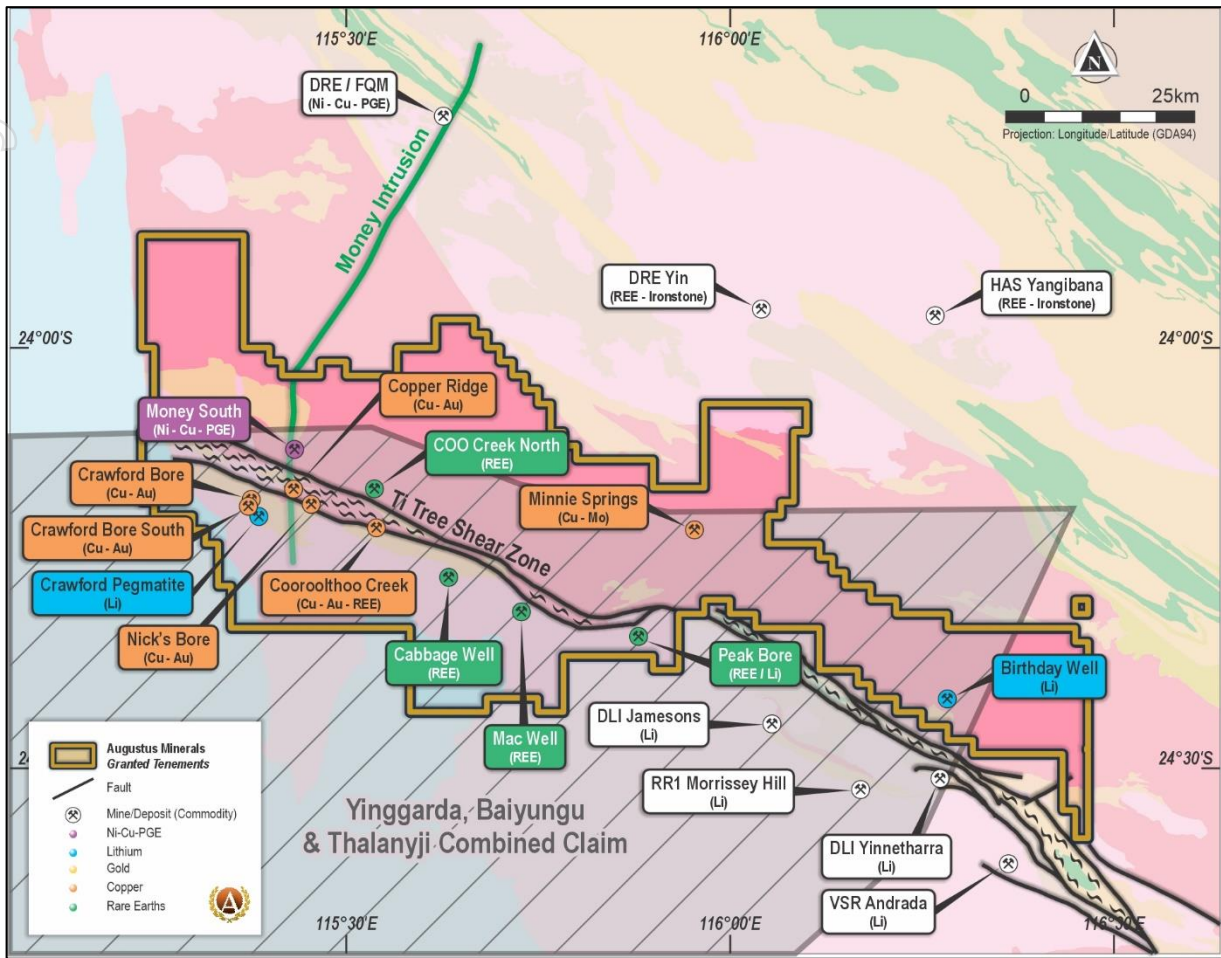 115°30'E
116°00'E
DRE / FQM
(Ni - Cu - PGE)
N
0 25km
Projection: Longitude/Latitude (GDA94)
Money Intrusion
DRE Yin
(REE - Ironstone)
HAS Yangibana
(REE - Ironstone)
24°00'S
24°00'S
Copper Ridge
(Cu - Au)
Money South
(Ni - Cu - PGE)
COO Creek North
(REE)
Crawford Bore
(Cu - Au)
Minnie Springs
(Cu - Mo)
Ti Tree Shear Zone
Crawford Bore South
(Cu - Au)
Crawford Pegmatite
(Li)
Cooroolthoo Creek
(Cu - Au - REE)
Nick's Bore
(Cu - Au)
Cabbage Well
(REE)
Peak Bore
(REE / Li)
Birthday Well
(Li)
DLI Jamesons
(Li)
Mac Well
(REE)
24°30'S
24°30'S
RR1 Morrissey Hill
(Li)
Yinggarda, Baiyungu
& Thalanyji Combined Claim
DLI Yinnetharra
(Li)
VSR Andrada
(Li)
Augustus Minerals
Granted Tenements
Fault
Mine/Deposit (Commodity)
Ni-Cu-PGE
Lithium
Gold
Copper
Rare Earths
A
115°30'E
116°00'E
116°30'E